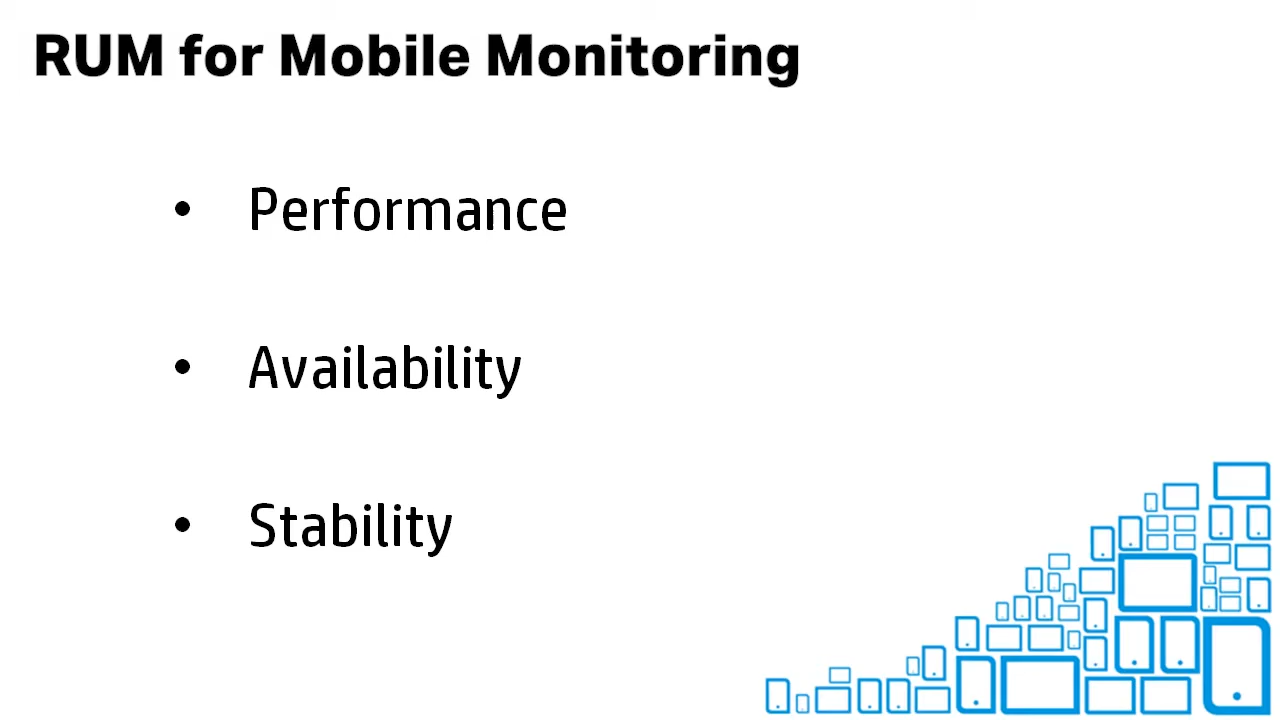 RUM for Mobile Monitoring
• Performance
• Availability
• Stability